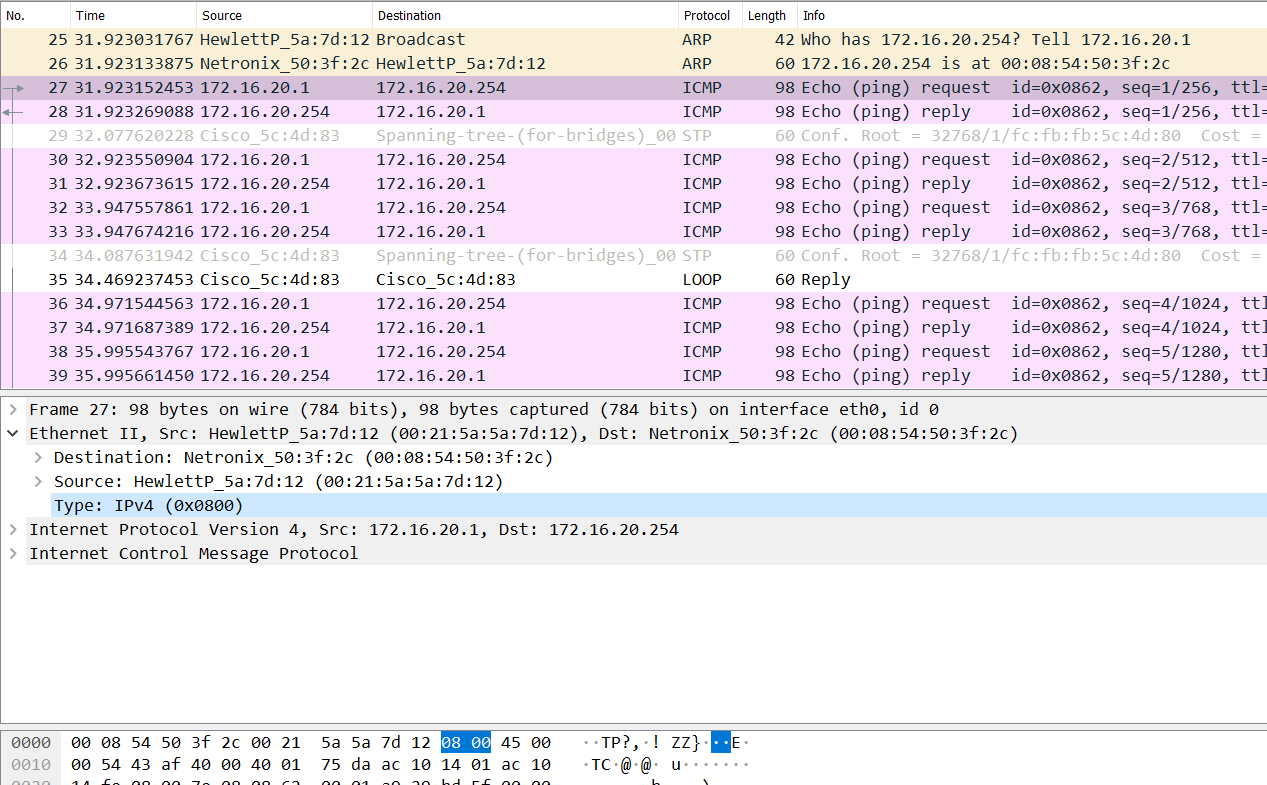 No. Time Source Destination Protocol Length Info
25 31.923031767 HewlettP_5a:7d:12 Broadcast ARP 42 Who has 172.16.20.254? Tell 172.16.20.1
26 31.923133875 Netronix_50:3f:2c HewlettP_5a:7d:12 ARP 60 172.16.20.254 is at 00:08:54:50:3f:2c
27 31.923152453 172.16.20.1 172.16.20.254 ICMP 98 Echo (ping) request id=0x0862, seq=1/256, ttl=
28 31.923269088 172.16.20.254 172.16.20.1 ICMP 98 Echo (ping) reply id=0x0862, seq=1/256, ttl=
29 32.077620228 Cisco_5c:4d:83 Spanning-tree-(for-bridges)_00 STP 60 Conf. Root = 32768/1/fc:fb:fb:5c:4d:80 Cost =
30 32.923550904 172.16.20.1 172.16.20.254 ICMP 98 Echo (ping) request id=0x0862, seq=2/512, ttl=
31 32.923673615 172.16.20.254 172.16.20.1 ICMP 98 Echo (ping) reply id=0x0862, seq=2/512, ttl=
32 33.947557861 172.16.20.1 172.16.20.254 ICMP 98 Echo (ping) request id=0x0862, seq=3/768, ttl=
33 33.947674216 172.16.20.254 172.16.20.1 ICMP 98 Echo (ping) reply id=0x0862, seq=3/768, ttl=
34 34.087631942 Cisco_5c:4d:83 Spanning-tree-(for-bridges)_00 STP 60 Conf. Root = 32768/1/fc:fb:fb:5c:4d:80 Cost =
35 34.469237453 Cisco_5c:4d:83 Cisco_5c:4d:83 LOOP 60 Reply
36 34.971544563 172.16.20.1 172.16.20.254 ICMP 98 Echo (ping) request id=0x0862, seq=4/1024, ttl
37 34.971687389 172.16.20.254 172.16.20.1 ICMP 98 Echo (ping) reply id=0x0862, seq=4/1024, ttl
38 35.995543767 172.16.20.1 172.16.20.254 ICMP 98 Echo (ping) request id=0x0862, seq=5/1280, ttl
39 35.995661450 172.16.20.254 172.16.20.1 ICMP 98 Echo (ping) reply id=0x0862, seq=5/1280, ttl
Frame 27: 98 bytes on wire (784 bits), 98 bytes captured (784 bits) on interface eth0, id 0
Ethernet II, Src: HewlettP_5a:7d:12 (00:21:5a:5a:7d:12), Dst: Netronix_50:3f:2c (00:08:54:50:3f:2c)
Destination: Netronix_50:3f:2c (00:08:54:50:3f:2c)
Source: HewlettP_5a:7d:12 (00:21:5a:5a:7d:12)
Type: IPv4 (0x0800)
Internet Protocol Version 4, Src: 172.16.20.1, Dst: 172.16.20.254
Internet Control Message Protocol
0000 00 08 54 50 3f 2c 00 21 5a 5a 7d 12 08 00 45 00 ··TP?,·! ZZ}···E·
0010 00 54 43 af 40 00 40 01 75 da ac 10 14 01 ac 10 ·TC·@·@· u·······